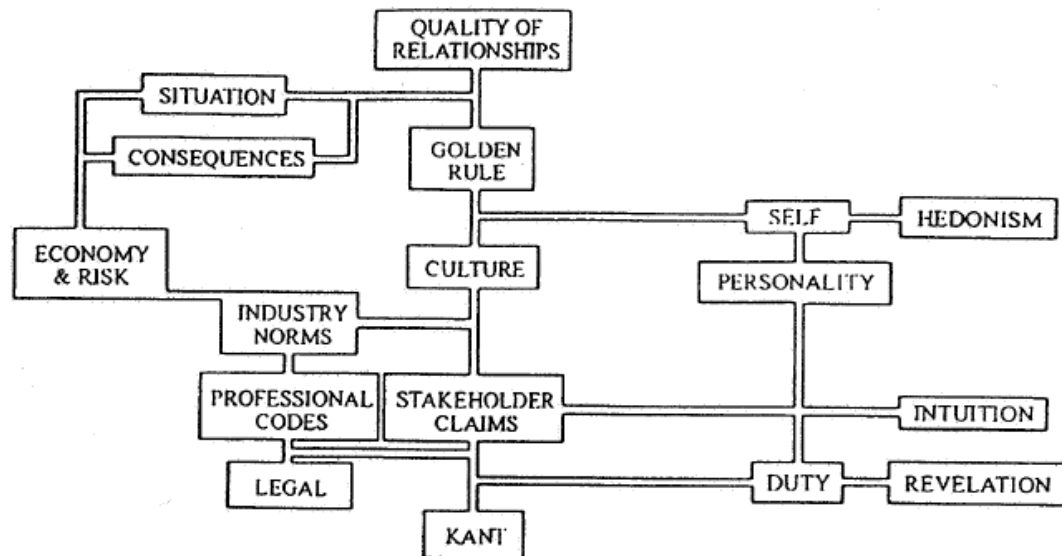 QUALITY OF
RELATIONSHIPS
SITUATION
CONSEQUENCES
GOLDEN
RULE
SELF
HEDONISM
ECONOMY
& RISK
CULTURE
PERSONALITY
INDUSTRY
NORMS
PROFESSIONAL
CODES
STAKEHOLDER
CLAIMS
INTUITION
LEGAL
DUTY
REVELATION
KANT